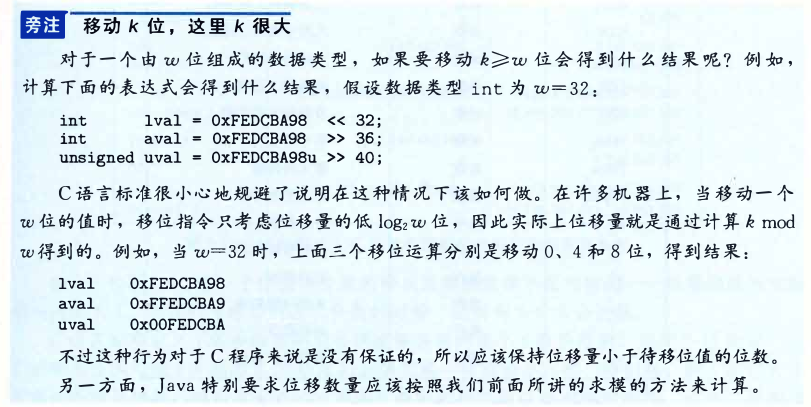 旁注 移动 k 位，这里 k 很大
对于一个由 w 位组成的数据类型，如果要移动 k⩾w 位会得到什么结果呢？例如，
计算下面的表达式会得到什么结果，假设数据类型 int 为 w=32：
int lval = 0xFEDCBA98 << 32;
int aval = 0xFEDCBA98 >> 36;
unsigned uval = 0xFEDCBA98u >> 40;
C 语言标准很小心地规避了说明在这种情况下该如何做。在许多机器上，当移动一个
w 位的值时，移位指令只考虑位移量的低 log₂w 位，因此实际上位移量就是通过计算 k mod
w 得到的。例如，当 w=32 时，上面三个移位运算分别是移动 0、4 和 8 位，得到结果：
lval 0xFEDCBA98
aval 0xFFEDCBA9
uval 0x00FEDCBA
不过这种行为对于 C 程序来说是没有保证的，所以应该保持位移量小于待移位值的位数。
另一方面，Java 特别要求位移数量应该按照我们前面所讲的求模的方法来计算。